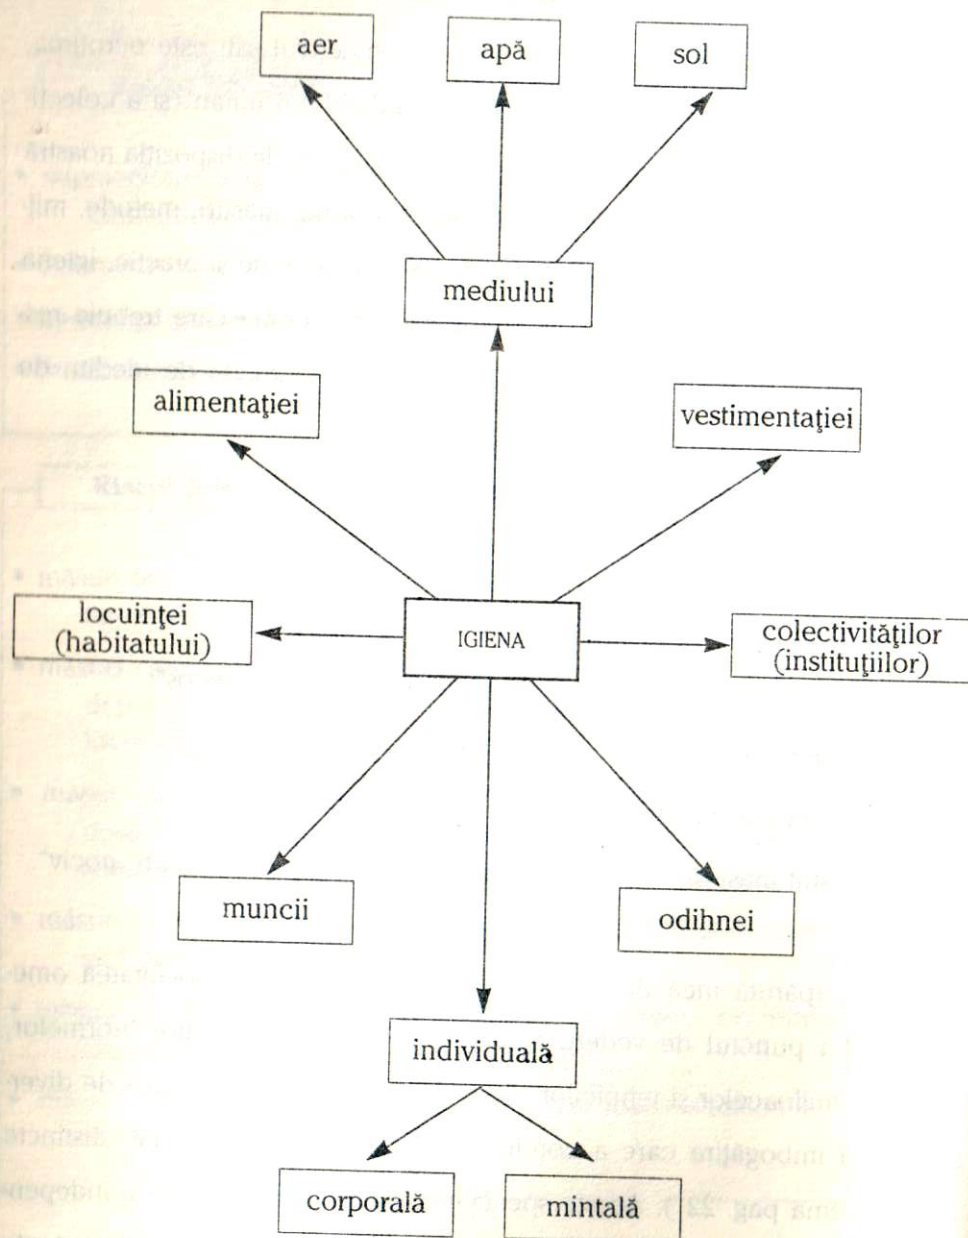 aer
apă
sol
mediului
alimentaţiei
vestimentaţiei
locuinţei
(habitatului)
IGIENA
colectivităţilor
(instituţiilor)
muncii
odihnei
individuală
corporală
mintală